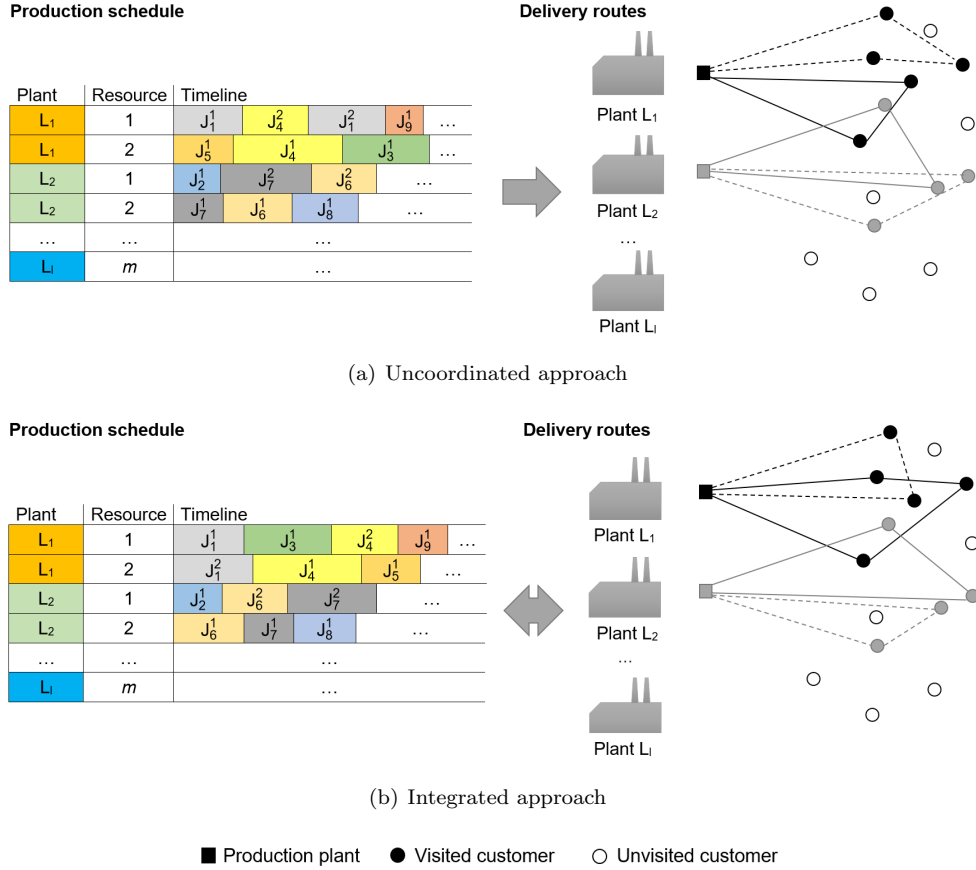 Production schedule
Delivery routes
Plant Resource Timeline
L₁ 1 J₁¹ J₄² J₁² J₉¹ ...
L₁ 2 J₅¹ J₄¹ J₃¹ ...
L₂ 1 J₂¹ J₇² J₆² ...
L₂ 2 J₇¹ J₆¹ J₈¹ ...
... ... ...
Lₗ m ...
Plant L₁
Plant L₂
...
Plant Lₗ
(a) Uncoordinated approach
Production schedule
Delivery routes
Plant Resource Timeline
L₁ 1 J₁¹ J₃¹ J₄² J₉¹ ...
L₁ 2 J₁² J₄¹ J₅¹ ...
L₂ 1 J₂¹ J₆² J₇² ...
L₂ 2 J₆¹ J₇¹ J₈¹ ...
... ... ...
Lₗ m ...
Plant L₁
Plant L₂
...
Plant Lₗ
(b) Integrated approach
Production plant Visited customer Unvisited customer